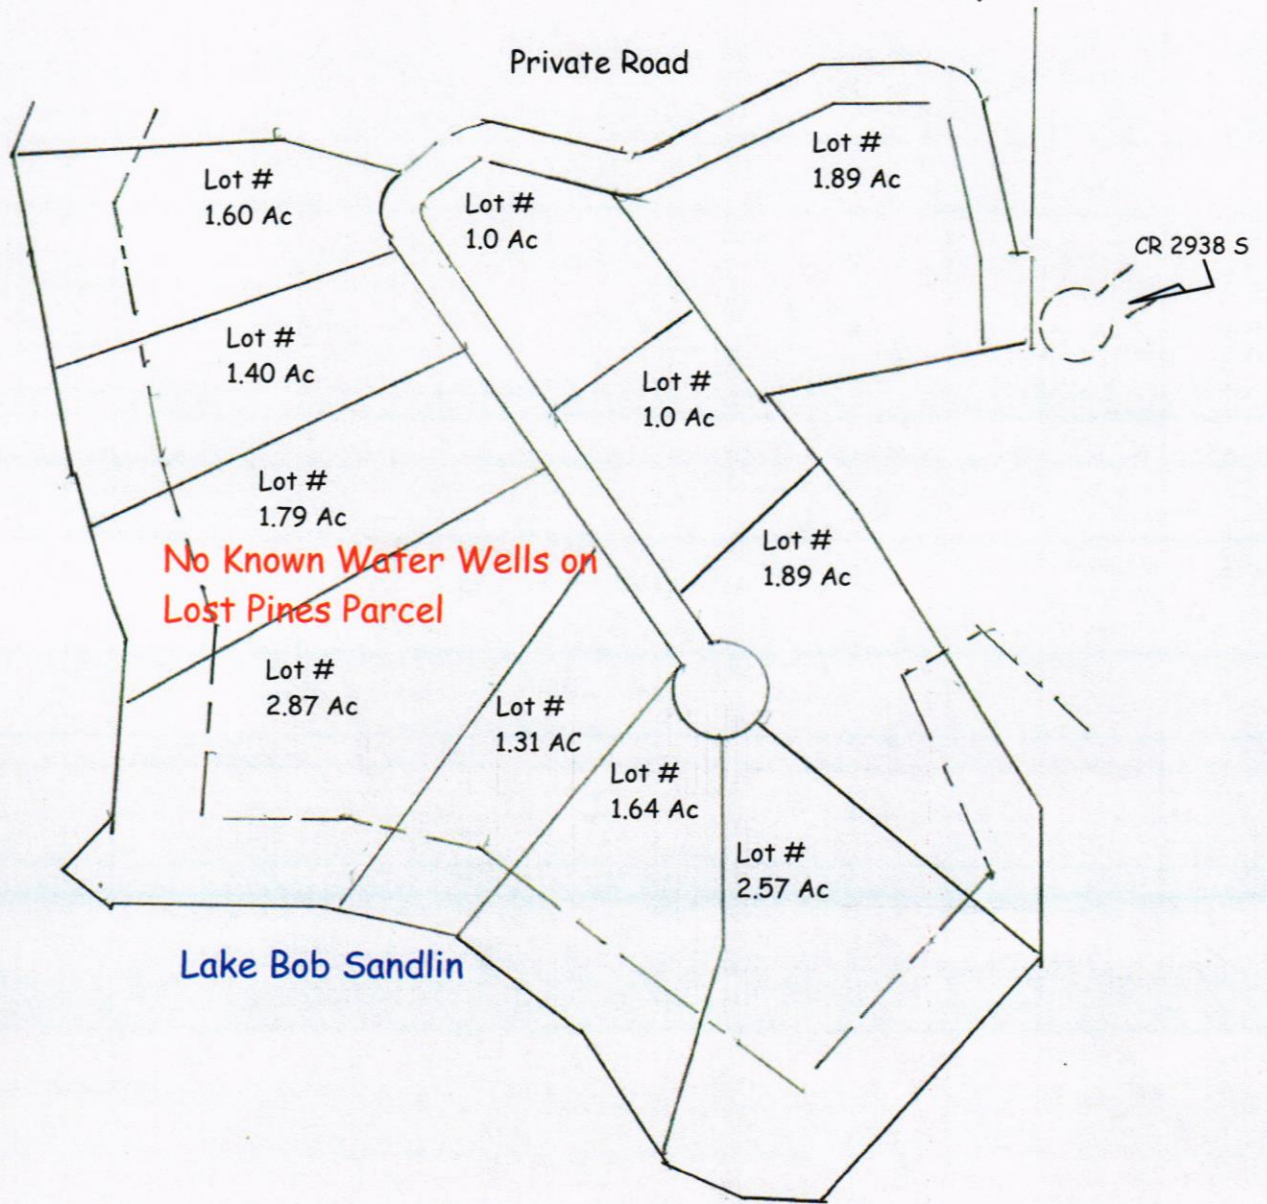 Private Road
Lot #
1.89 Ac
Lot #
1.60 Ac
Lot #
1.0 Ac
CR 2938 S
Lot #
1.40 Ac
Lot #
1.0 Ac
Lot #
1.79 Ac
Lot #
1.89 Ac
No Known Water Wells on
Lost Pines Parcel
Lot #
2.87 Ac
Lot #
1.31 AC
Lot #
1.64 Ac
Lot #
2.57 Ac
Lake Bob Sandlin